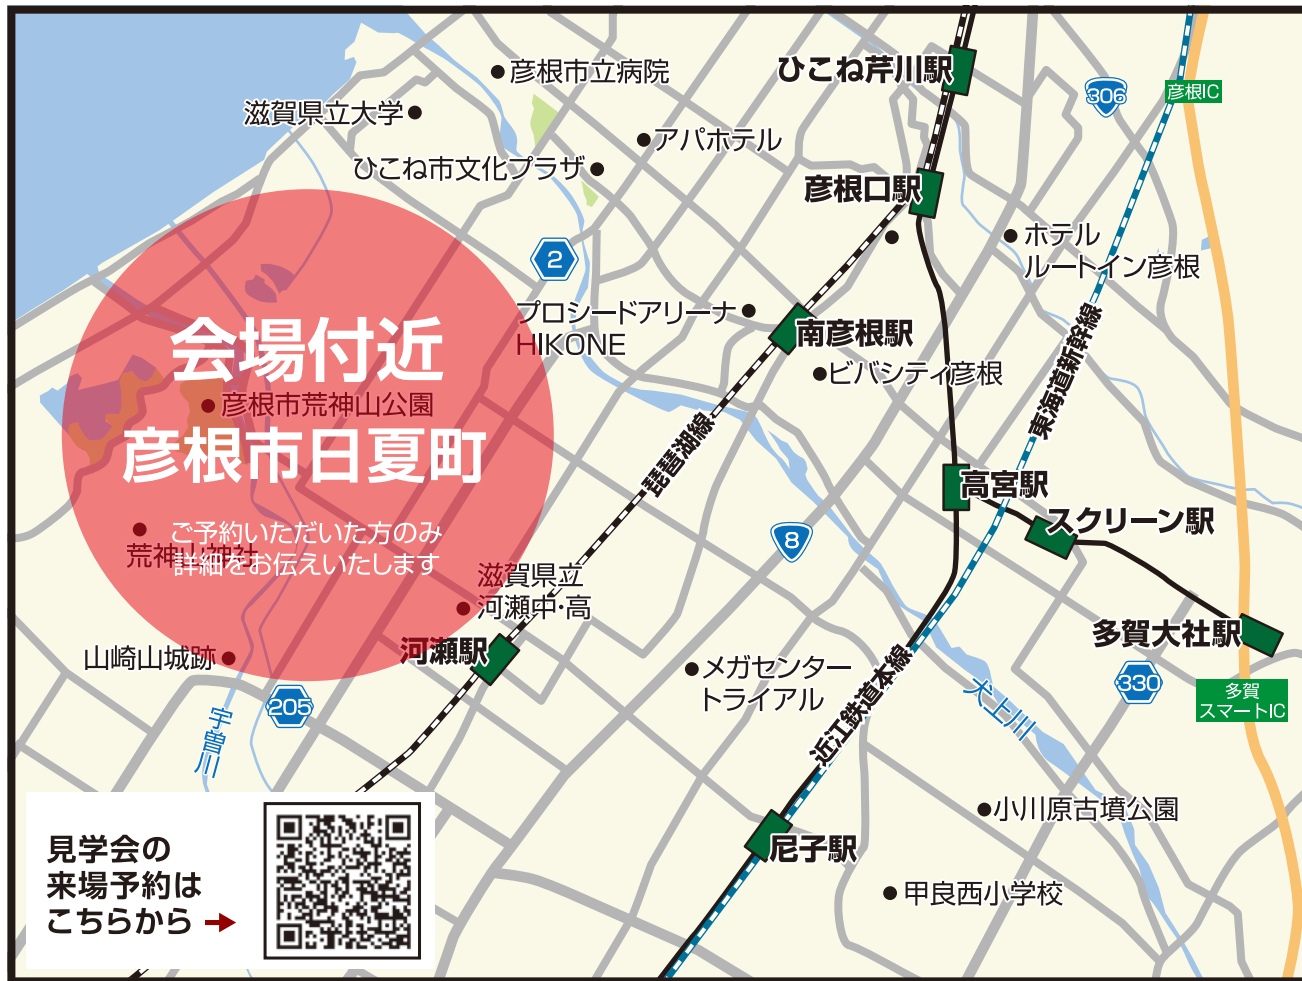 彦根市立病院
ひこね芹川駅
306
彦根IC
滋賀県立大学
アパホテル
ひこね市文化プラザ
彦根口駅
2
ホテル
ルートイン彦根
プロシードアリーナ
HIKONE
南彦根駅
ビバシティ彦根
東海道新幹線
会場付近
彦根市荒神山公園
彦根市日夏町
琵琶湖線
高宮駅
スクリーン駅
ご予約いただいた方のみ
詳細をお伝えいたします
荒神山神社
8
滋賀県立
河瀬中・高
河瀬駅
多賀大社駅
山崎山城跡
メガセンター
トライアル
近江鉄道本線
犬上川
330
多賀
スマートIC
205
宇曽川
小川原古墳公園
尼子駅
甲良西小学校
見学会の
来場予約は
こちらから